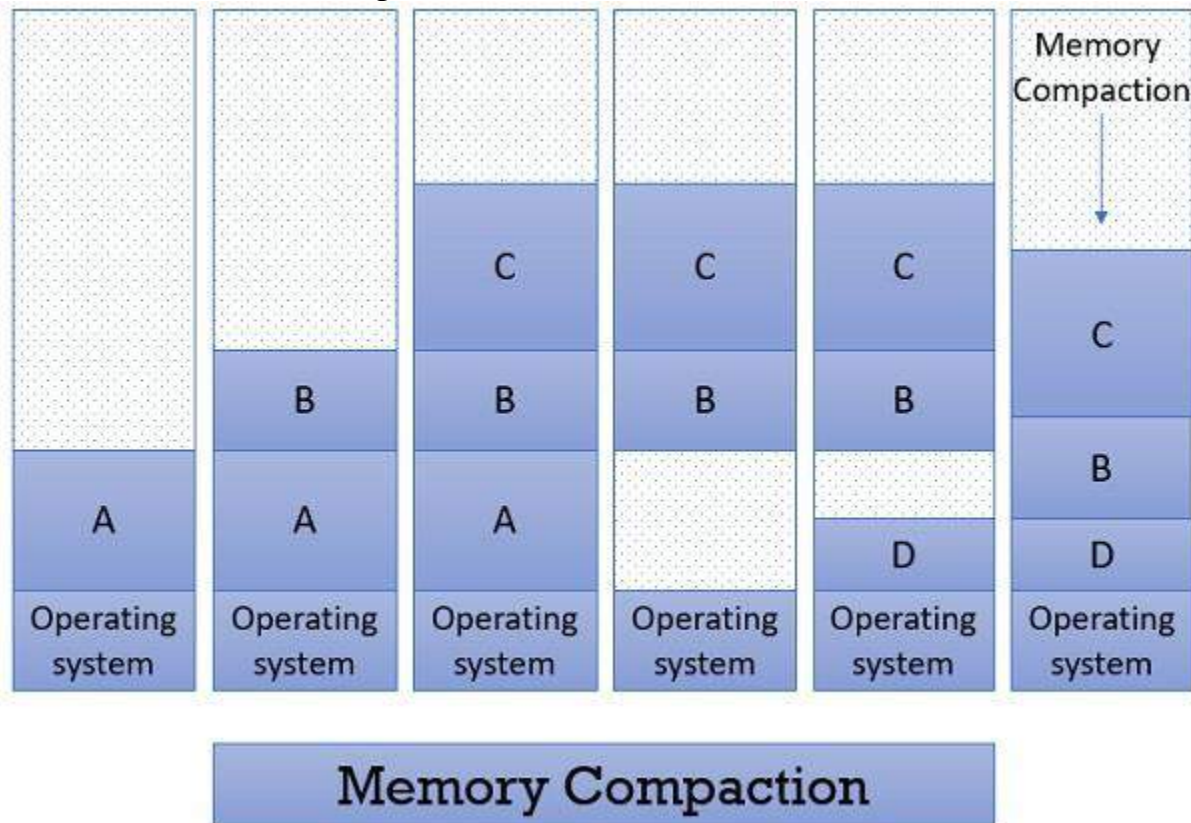 Memory
Compaction
C
C
C
C
B
B
B
B
B
A
A
A
D
D
Operating
system
Operating
system
Operating
system
Operating
system
Operating
system
Operating
system
Memory Compaction